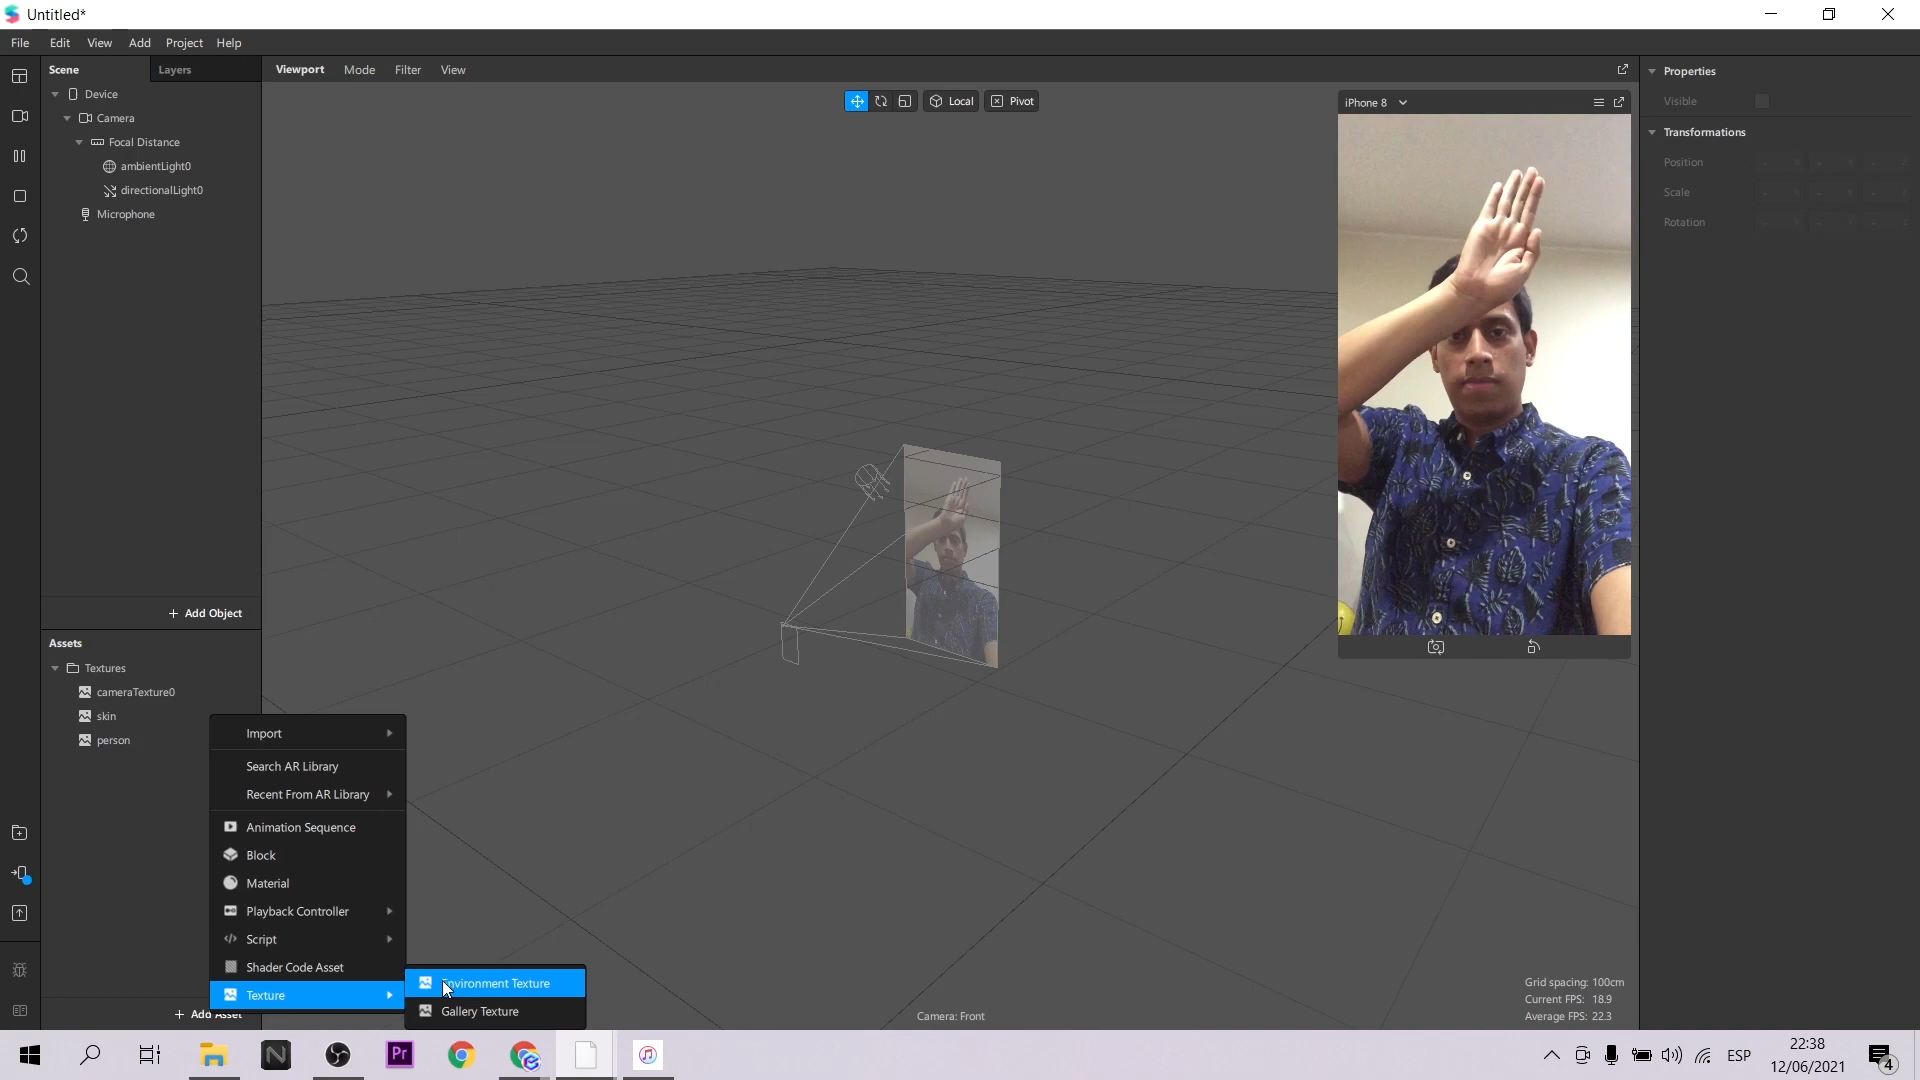 Untitled*
File Edit View Add Project Help
Scene Layers
Device
Camera
Focal Distance
ambientLight0
directionalLight0
Microphone
+ Add Object
Assets
Textures
cameraTexture0
skin
person
+ Add Asset
Import
Search AR Library
Recent From AR Library
Animation Sequence
Block
Material
Playback Controller
Script
Shader Code Asset
Texture
Environment Texture
Gallery Texture
Viewport Mode Filter View
Local Pivot
iPhone 8
Camera: Front
Grid spacing: 100cm
Current FPS: 18.9
Average FPS: 22.3
Properties
Visible
Transformations
Position - X - Y - Z
Scale - X - Y - Z
Rotation - X - Y - Z
N
Pr
ESP
22:38
12/06/2021
4